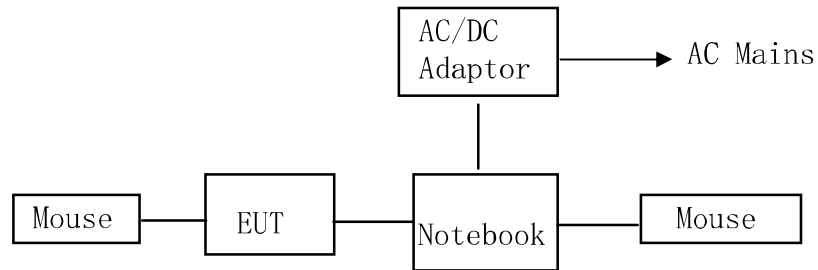 AC/DC
Adaptor
AC Mains
Mouse
EUT
Notebook
Mouse